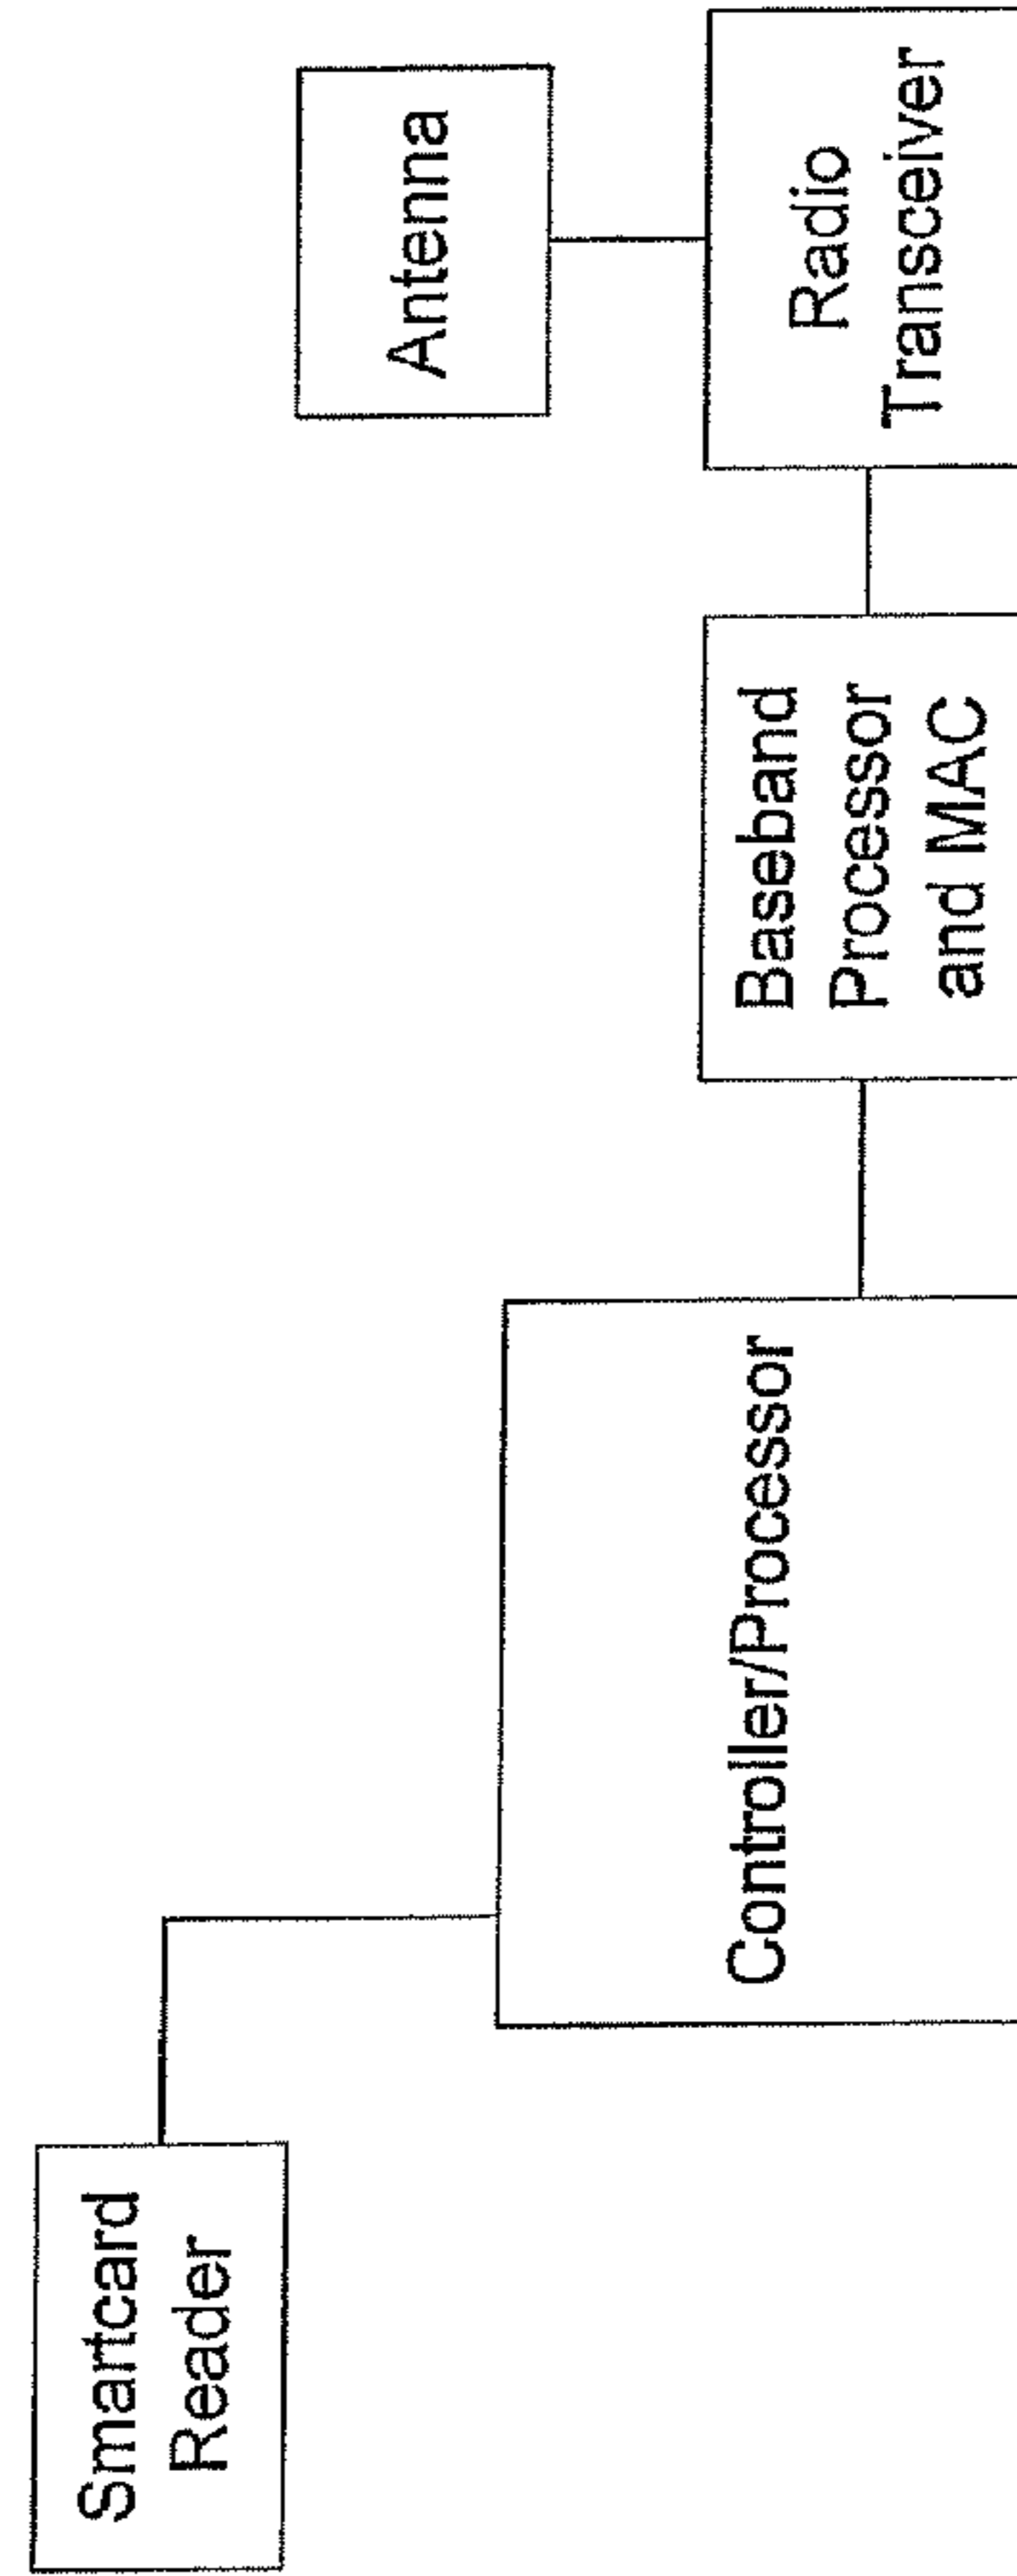 Smartcard
Reader
Controller/Processor
Baseband
Processor
and MAC
Antenna
Radio
Transceiver